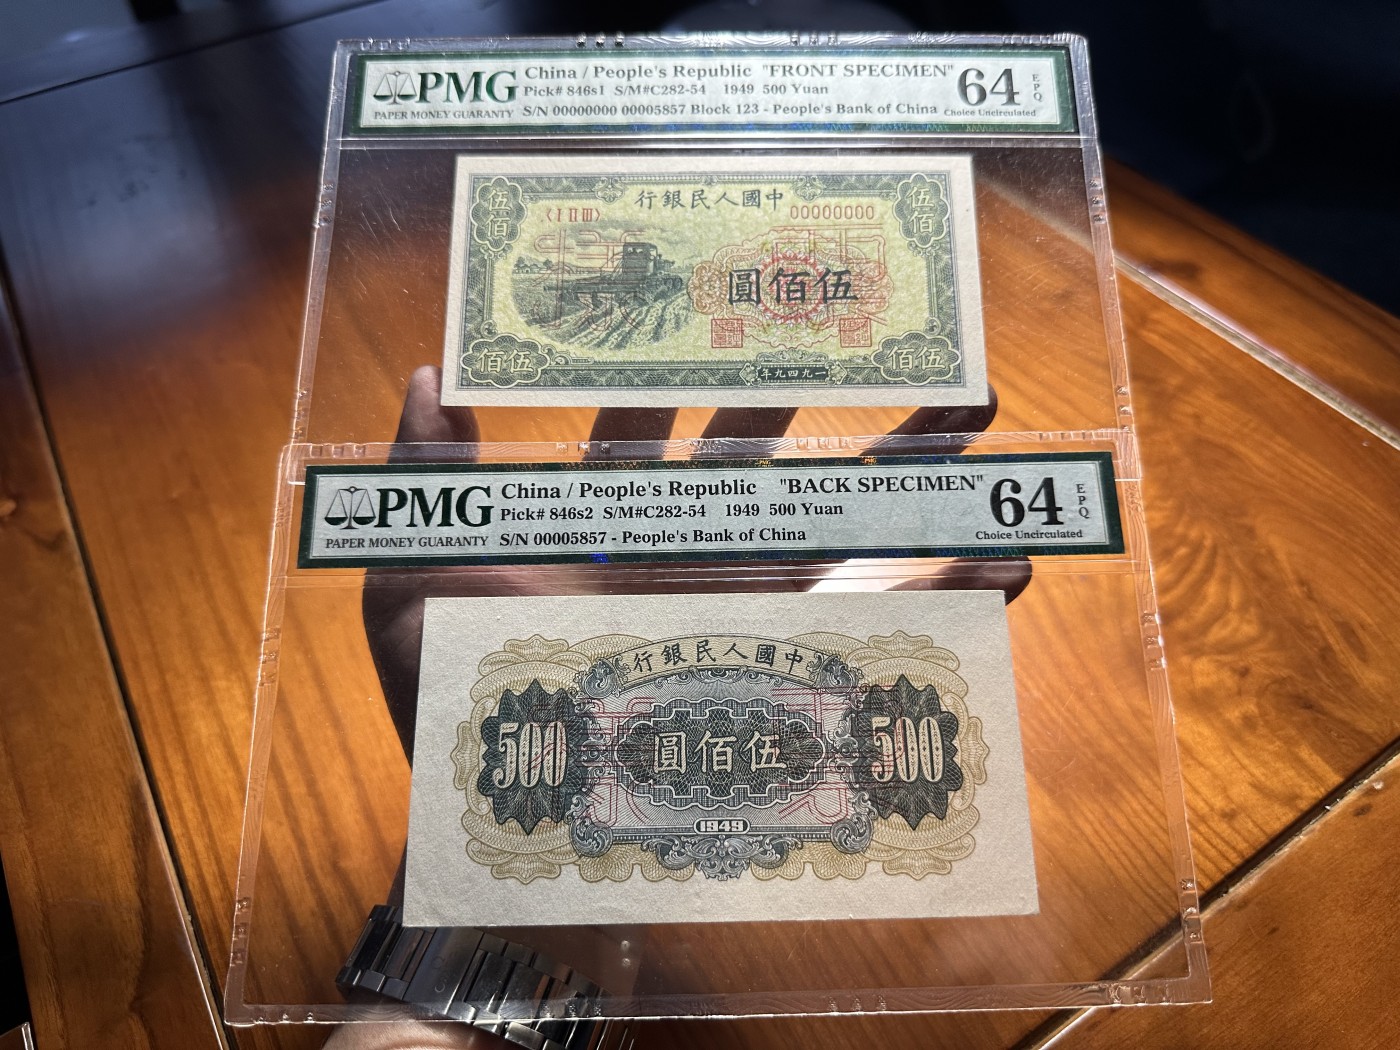 PMG
PAPER MONEY GUARANTY
China / People's Republic "FRONT SPECIMEN"
Pick# 846s1 S/M#C282-54 1949 500 Yuan
S/N 00000000 00005857 Block 123 - People's Bank of China
64
EPQ
Choice Uncirculated
伍佰
行銀民人國中
伍佰
〈I II III〉
00000000
圓佰伍
佰伍
年九四九一
佰伍
PMG
PAPER MONEY GUARANTY
China / People's Republic "BACK SPECIMEN"
Pick# 846s2 S/M#C282-54 1949 500 Yuan
S/N 00005857 - People's Bank of China
64
EPQ
Choice Uncirculated
行銀民人國中
500
圓佰伍
500
1949